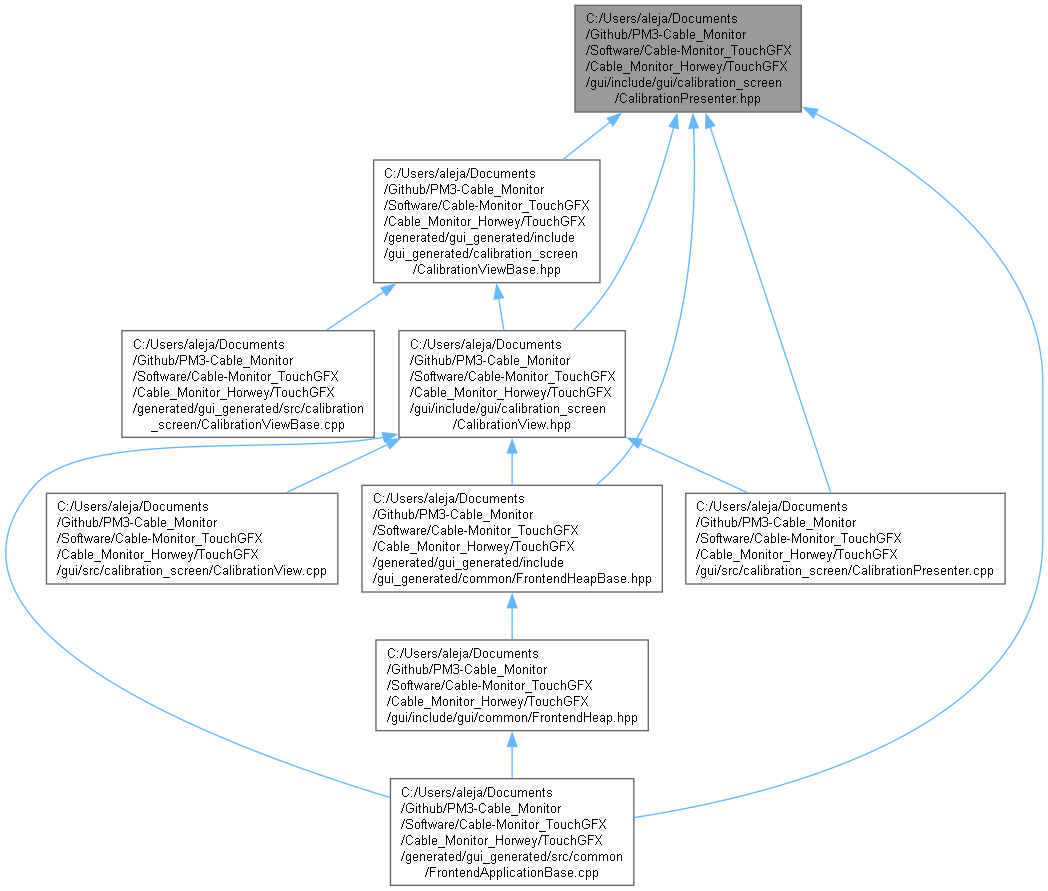 C:/Users/aleja/Documents
/Github/PM3-Cable_Monitor
/Software/Cable-Monitor_TouchGFX
/Cable_Monitor_Horwey/TouchGFX
/gui/include/gui/calibration_screen
/CalibrationPresenter.hpp
C:/Users/aleja/Documents
/Github/PM3-Cable_Monitor
/Software/Cable-Monitor_TouchGFX
/Cable_Monitor_Horwey/TouchGFX
/generated/gui_generated/include
/gui_generated/calibration_screen
/CalibrationViewBase.hpp
C:/Users/aleja/Documents
/Github/PM3-Cable_Monitor
/Software/Cable-Monitor_TouchGFX
/Cable_Monitor_Horwey/TouchGFX
/generated/gui_generated/src/calibration
_screen/CalibrationViewBase.cpp
C:/Users/aleja/Documents
/Github/PM3-Cable_Monitor
/Software/Cable-Monitor_TouchGFX
/Cable_Monitor_Horwey/TouchGFX
/gui/include/gui/calibration_screen
/CalibrationView.hpp
C:/Users/aleja/Documents
/Github/PM3-Cable_Monitor
/Software/Cable-Monitor_TouchGFX
/Cable_Monitor_Horwey/TouchGFX
/gui/src/calibration_screen/CalibrationView.cpp
C:/Users/aleja/Documents
/Github/PM3-Cable_Monitor
/Software/Cable-Monitor_TouchGFX
/Cable_Monitor_Horwey/TouchGFX
/generated/gui_generated/include
/gui_generated/common/FrontendHeapBase.hpp
C:/Users/aleja/Documents
/Github/PM3-Cable_Monitor
/Software/Cable-Monitor_TouchGFX
/Cable_Monitor_Horwey/TouchGFX
/gui/src/calibration_screen/CalibrationPresenter.cpp
C:/Users/aleja/Documents
/Github/PM3-Cable_Monitor
/Software/Cable-Monitor_TouchGFX
/Cable_Monitor_Horwey/TouchGFX
/gui/include/gui/common/FrontendHeap.hpp
C:/Users/aleja/Documents
/Github/PM3-Cable_Monitor
/Software/Cable-Monitor_TouchGFX
/Cable_Monitor_Horwey/TouchGFX
/generated/gui_generated/src/common
/FrontendApplicationBase.cpp